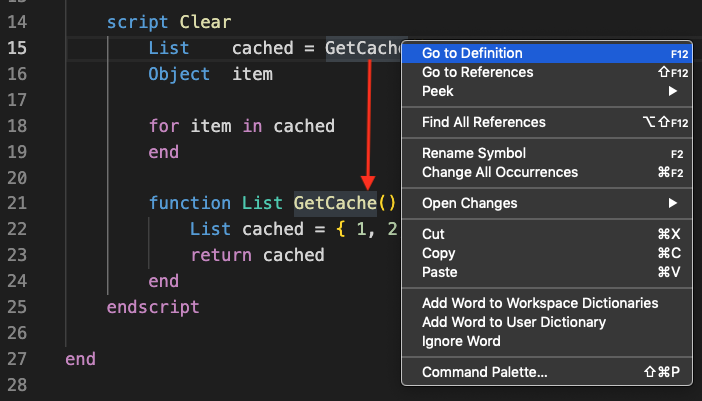 14 script Clear
15 List cached = GetCache
16 Object item
17
18 for item in cached
19 end
20
21 function List GetCache()
22 List cached = { 1, 2
23 return cached
24 end
25 endscript
26
27 end
28
Go to Definition F12
Go to References ⇧F12
Peek ▶
Find All References ⌥⇧F12
Rename Symbol F2
Change All Occurrences ⌘F2
Open Changes ▶
Cut ⌘X
Copy ⌘C
Paste ⌘V
Add Word to Workspace Dictionaries
Add Word to User Dictionary
Ignore Word
Command Palette... ⇧⌘P